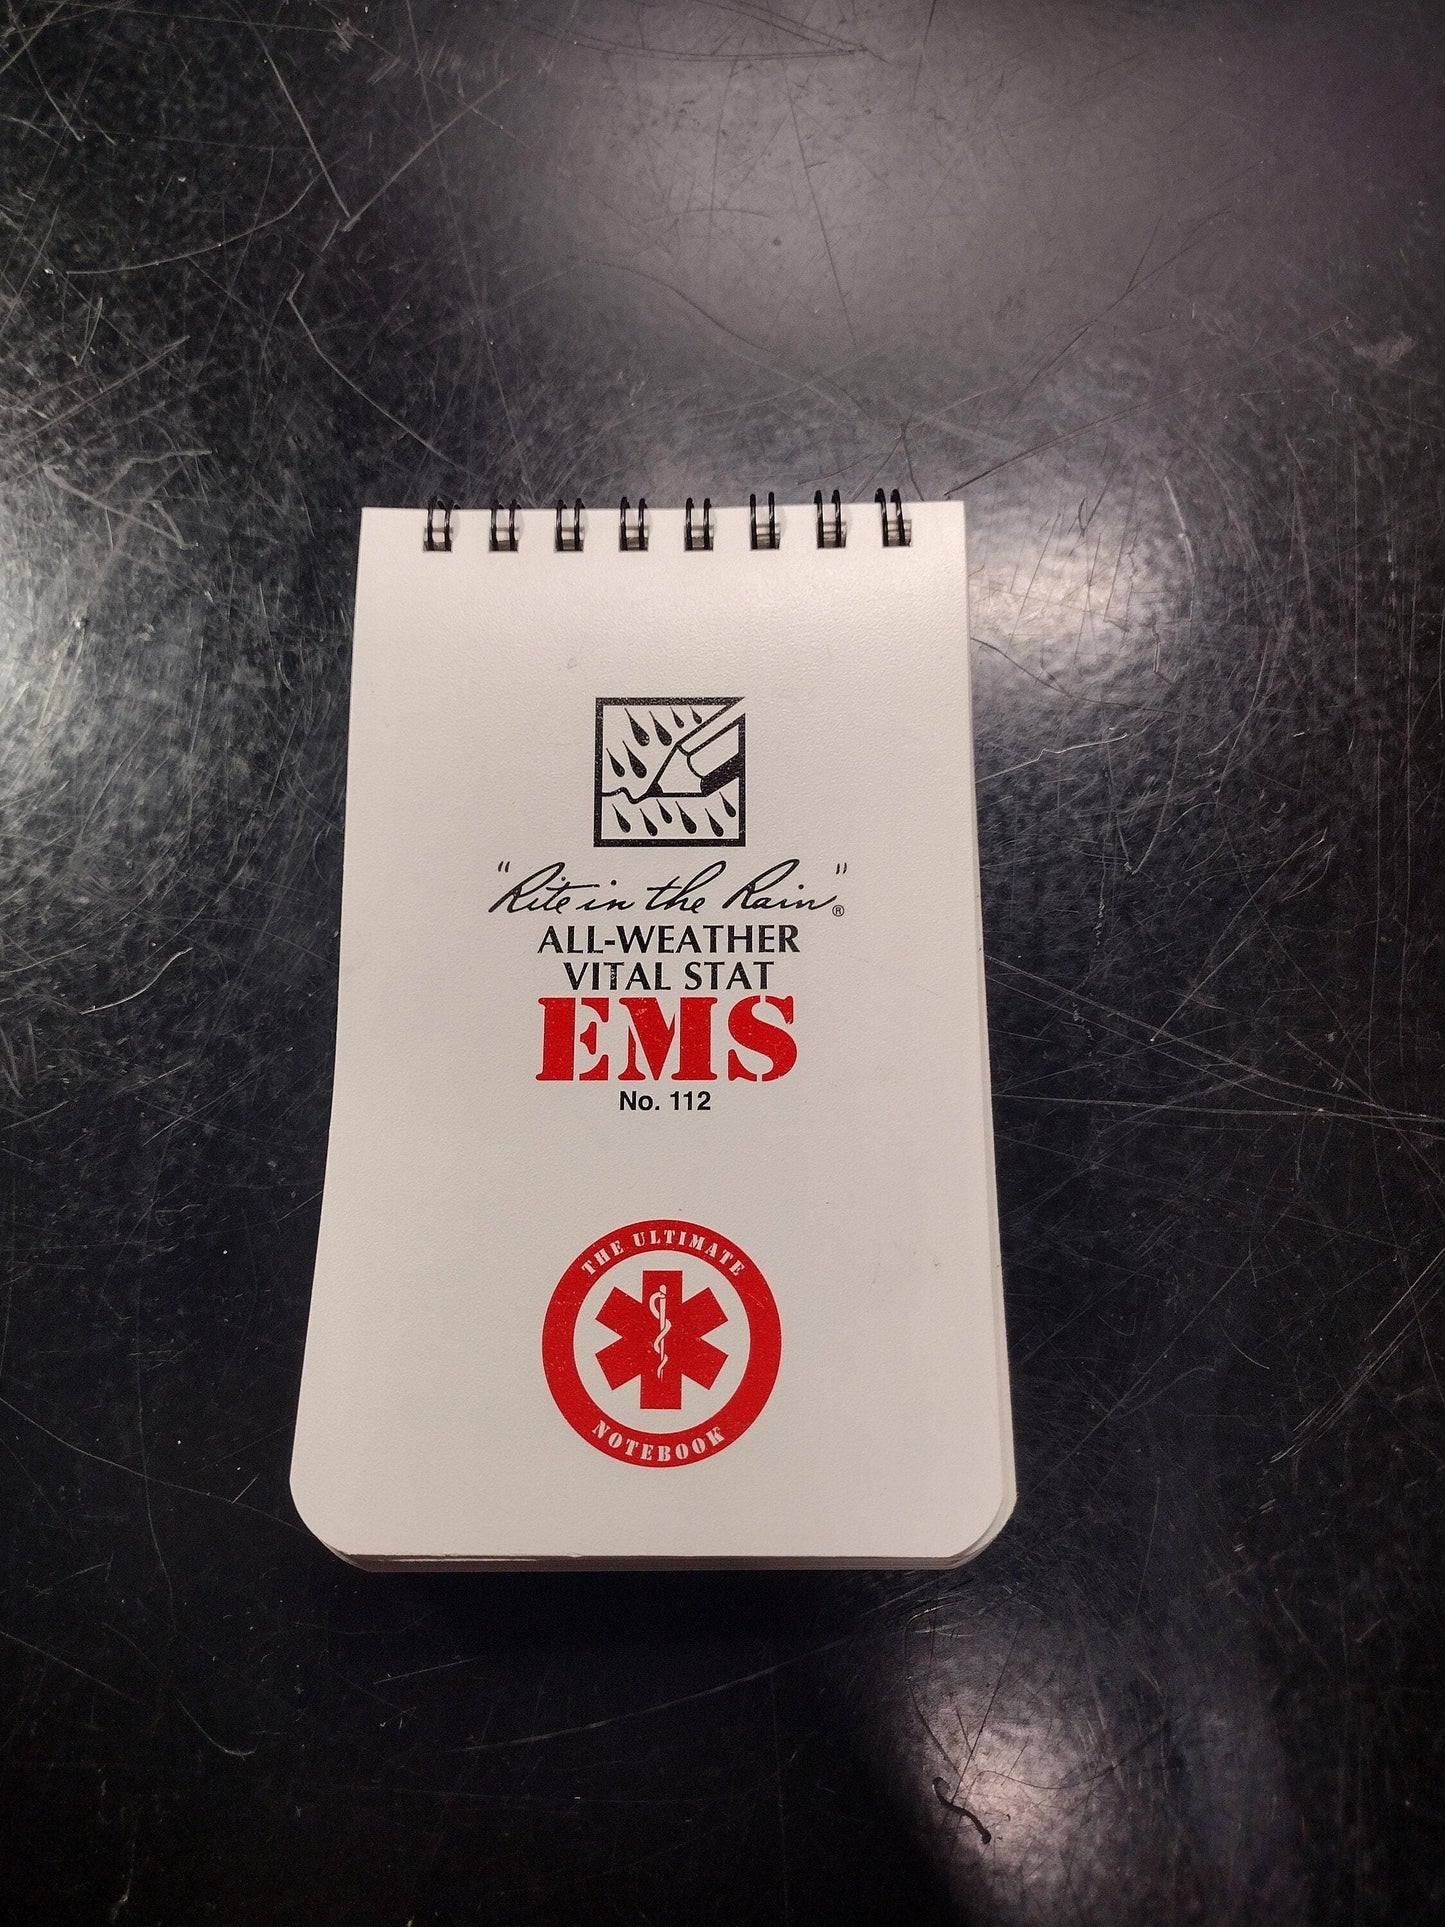 "Rite in the Rain"®
ALL-WEATHER
VITAL STAT
EMS
No. 112
THE ULTIMATE
NOTEBOOK